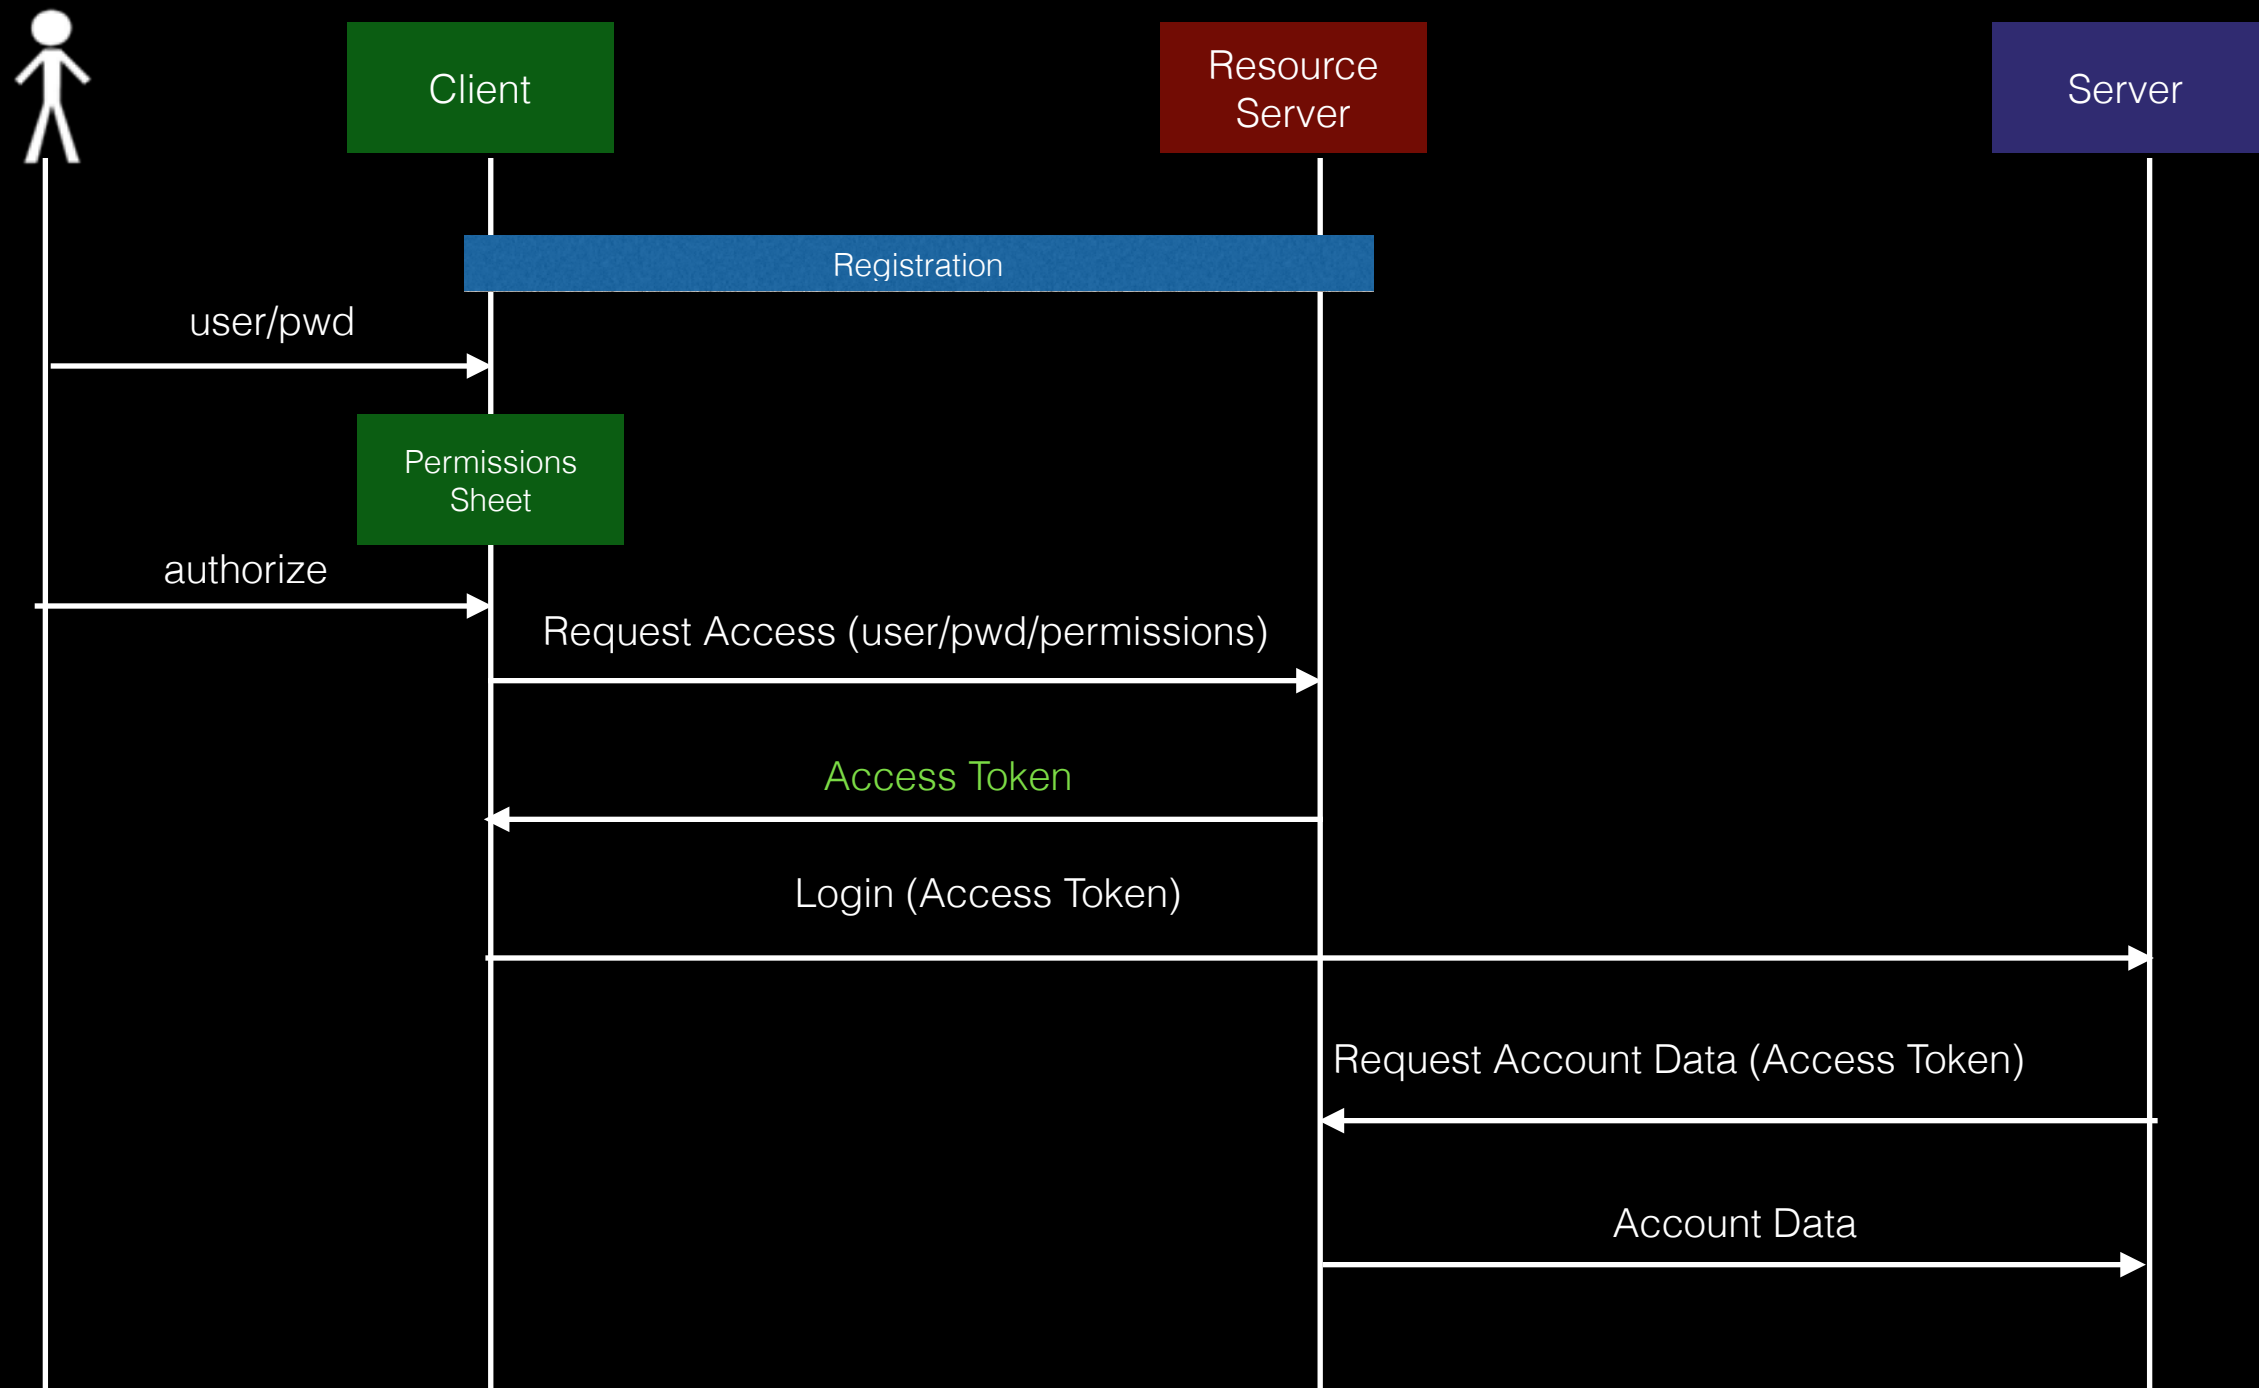 Client
Resource
Server
Server
Registration
user/pwd
Permissions
Sheet
authorize
Request Access (user/pwd/permissions)
Access Token
Login (Access Token)
Request Account Data (Access Token)
Account Data